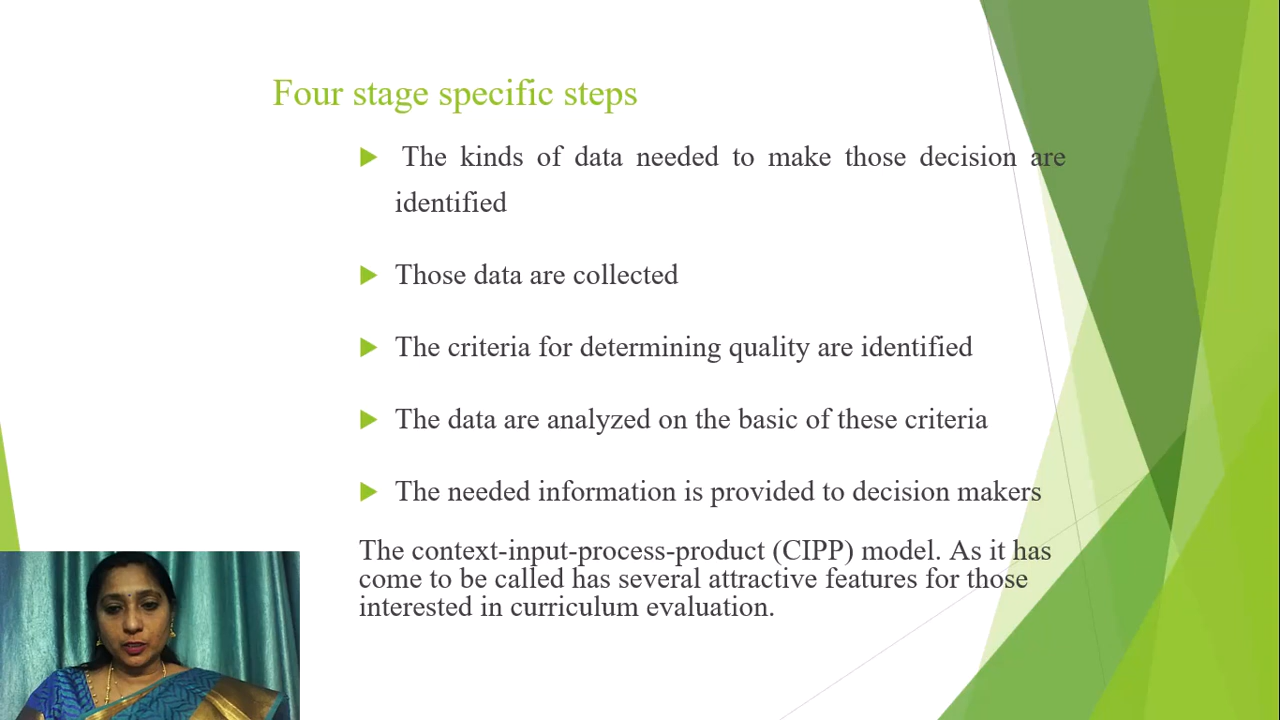 Four stage specific steps
The kinds of data needed to make those decision are
identified
Those data are collected
The criteria for determining quality are identified
The data are analyzed on the basic of these criteria
The needed information is provided to decision makers
The context-input-process-product (CIPP) model. As it has
come to be called has several attractive features for those
interested in curriculum evaluation.